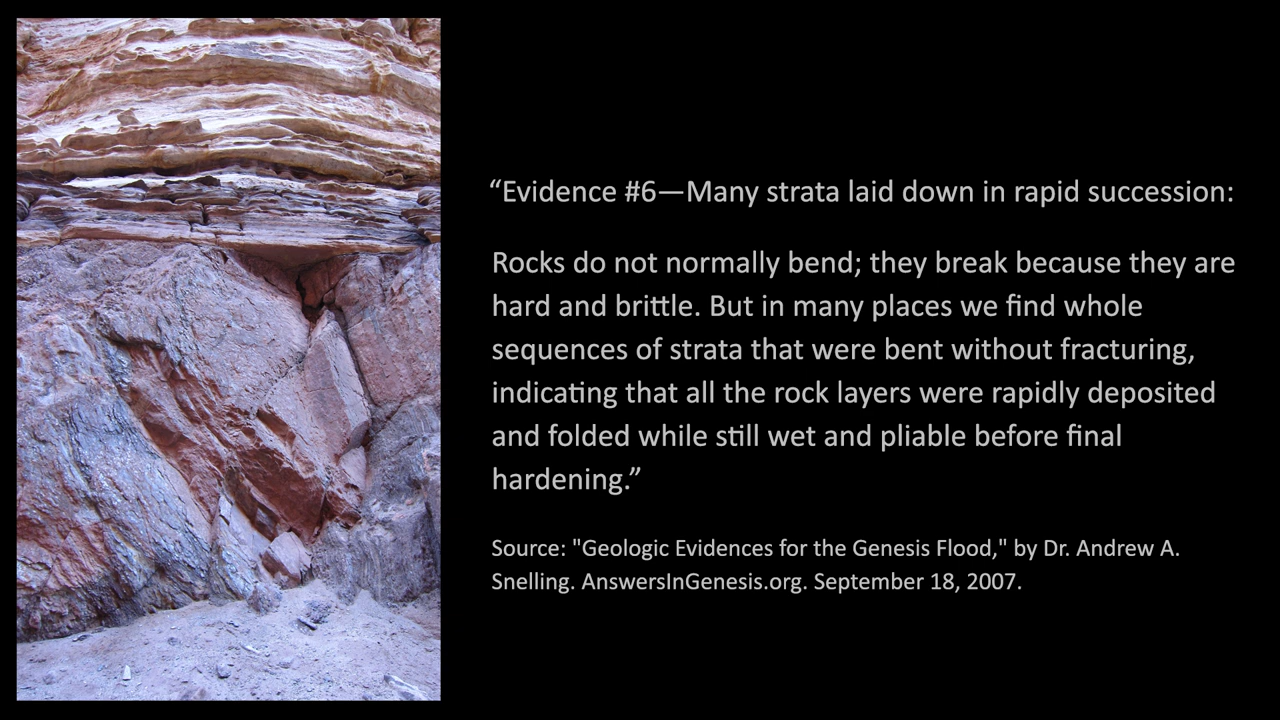 “Evidence #6—Many strata laid down in rapid succession:
Rocks do not normally bend; they break because they are
hard and brittle. But in many places we find whole
sequences of strata that were bent without fracturing,
indicating that all the rock layers were rapidly deposited
and folded while still wet and pliable before final
hardening.”
Source: "Geologic Evidences for the Genesis Flood," by Dr. Andrew A.
Snelling. AnswersInGenesis.org. September 18, 2007.